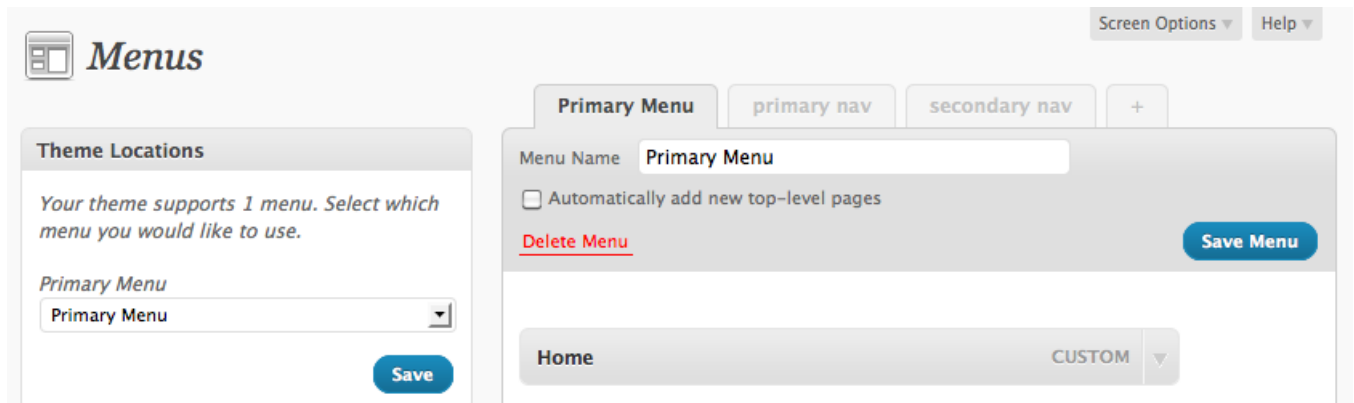 Screen Options Help
Menus
Primary Menu primary nav secondary nav +
Theme Locations
Your theme supports 1 menu. Select which
menu you would like to use.
Primary Menu
Primary Menu
Save
Menu Name Primary Menu
Automatically add new top-level pages
Delete Menu Save Menu
Home CUSTOM